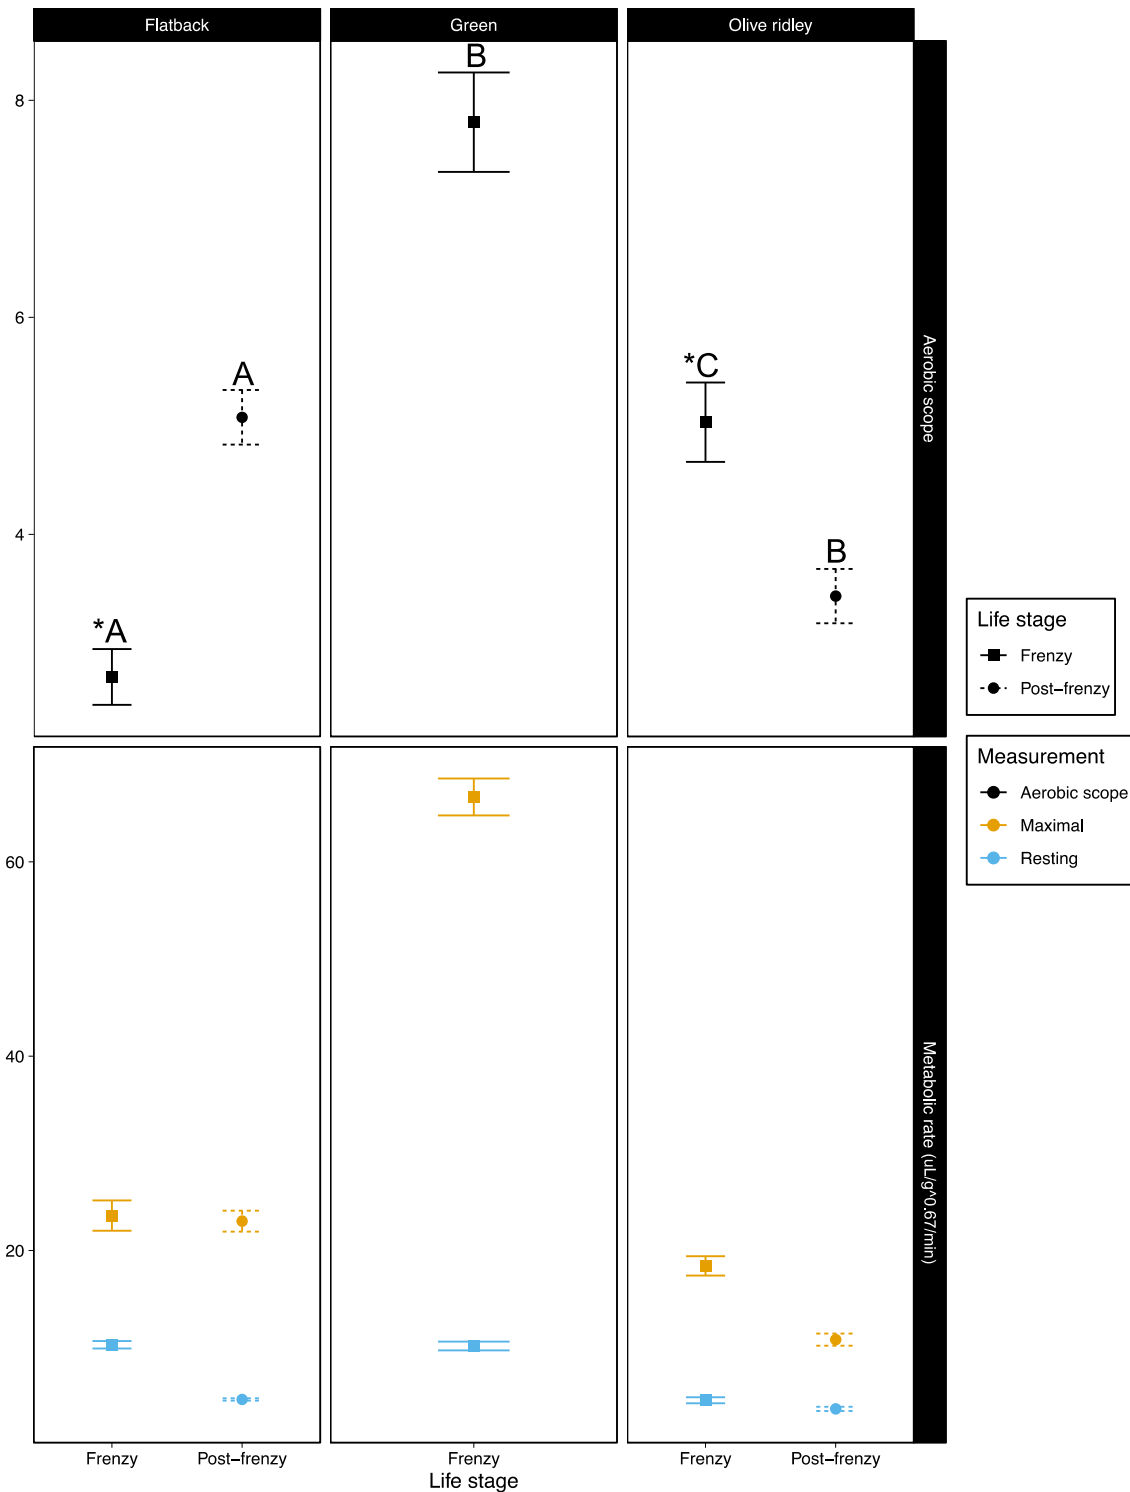 Flatback
Green
Olive ridley
8
6
4
*A
A
B
*C
B
Aerobic scope
60
40
20
Metabolic rate (uL/g^0.67/min)
Frenzy
Post−frenzy
Frenzy
Frenzy
Post−frenzy
Life stage
Life stage
Frenzy
Post−frenzy
Measurement
Aerobic scope
Maximal
Resting